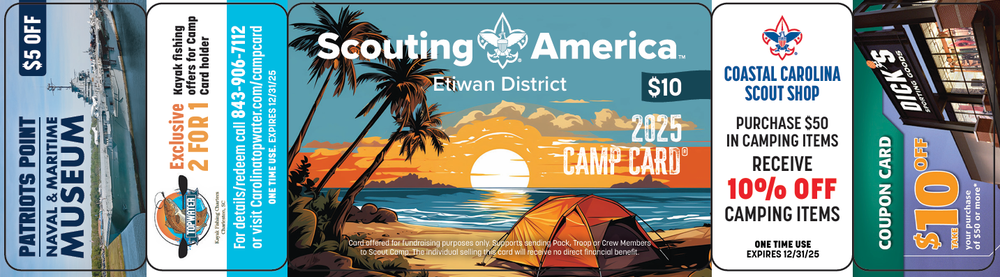 $5 OFF
PATRIOTS POINT
NAVAL & MARITIME
MUSEUM
Exclusive
2 FOR 1
Kayak fishing
offers for Camp
Card holder
TOPWATER
Kayak Fishing Charters
Charleston, SC
For details/redeem call 843-906-7112
or visit Carolinatopwater.com/campcard
ONE TIME USE. EXPIRES 12/31/25
Scouting America™
Etiwan District
$10
2025
CAMP CARD®
Card offered for fundraising purposes only. Supports sending Pack, Troop or Crew Members
to Scout Camp. The individual selling this card will receive no direct financial benefit.
COASTAL CAROLINA
SCOUT SHOP
PURCHASE $50
IN CAMPING ITEMS
RECEIVE
10% OFF
CAMPING ITEMS
ONE TIME USE
EXPIRES 12/31/25
COUPON CARD
DICK'S
SPORTING GOODS
TAKE $10 OFF
your purchase
of $50 or more*